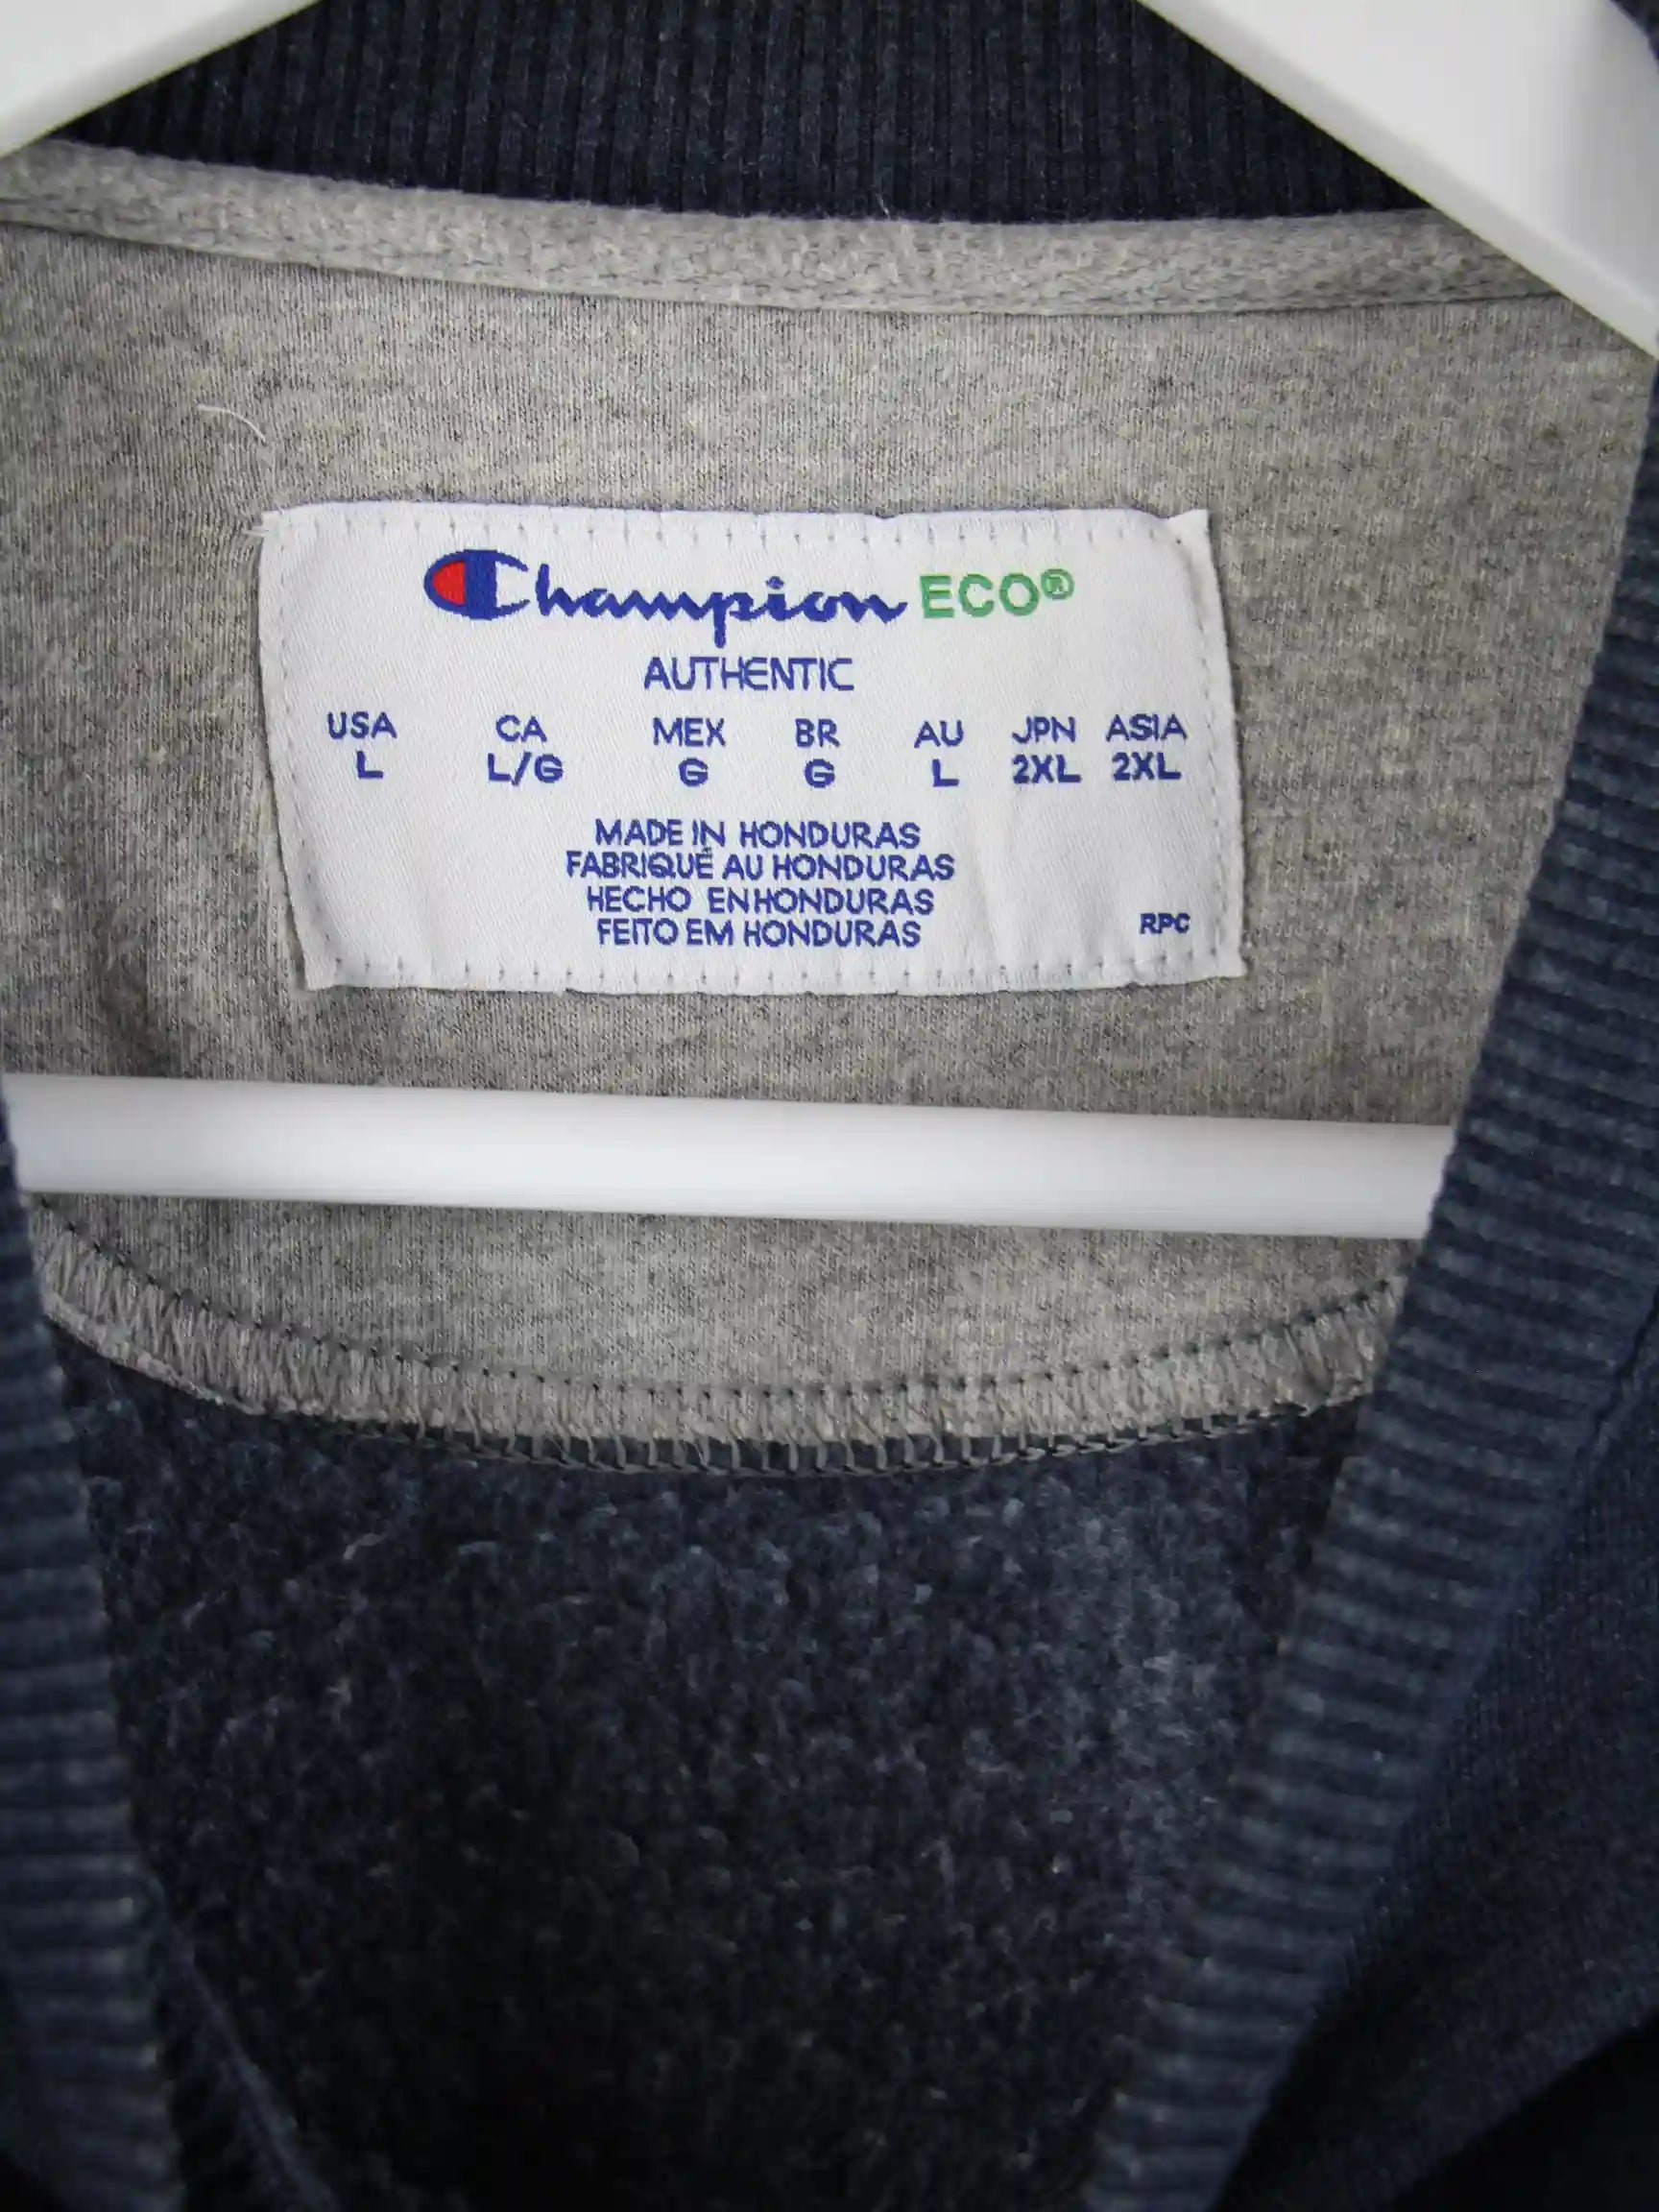 Champion ECO®
AUTHENTIC
USA CA MEX BR AU JPN ASIA
L L/G G G L 2XL 2XL
MADE IN HONDURAS
FABRIQUÉ AU HONDURAS
HECHO EN HONDURAS
FEITO EM HONDURAS
RPC